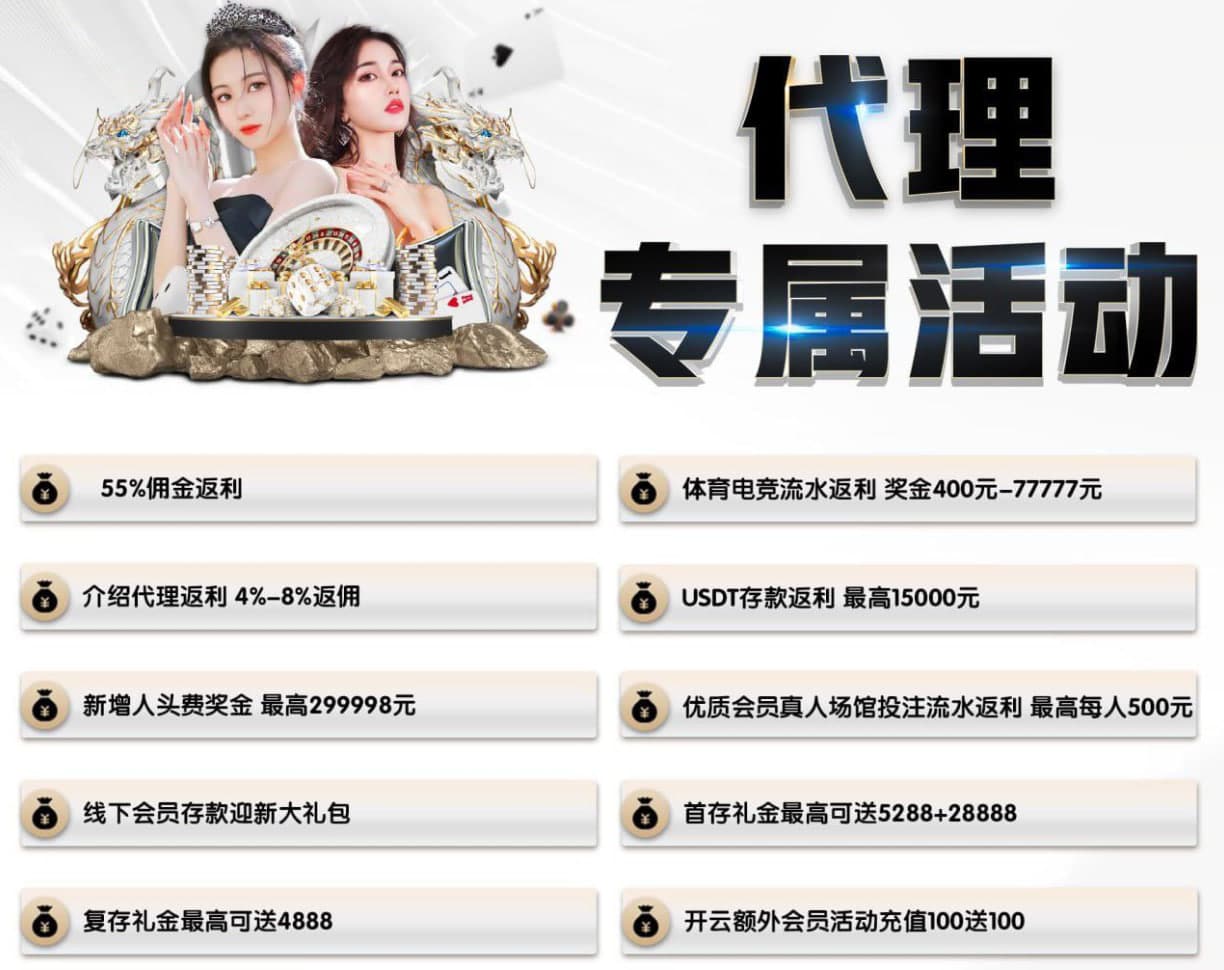 代理
专属活动
55%佣金返利
体育电竞流水返利 奖金400元-77777元
介绍代理返利 4%-8%返佣
USDT存款返利 最高15000元
新增人头费奖金 最高299998元
优质会员真人场馆投注流水返利 最高每人500元
线下会员存款迎新大礼包
首存礼金最高可送5288+28888
复存礼金最高可送4888
开云额外会员活动充值100送100